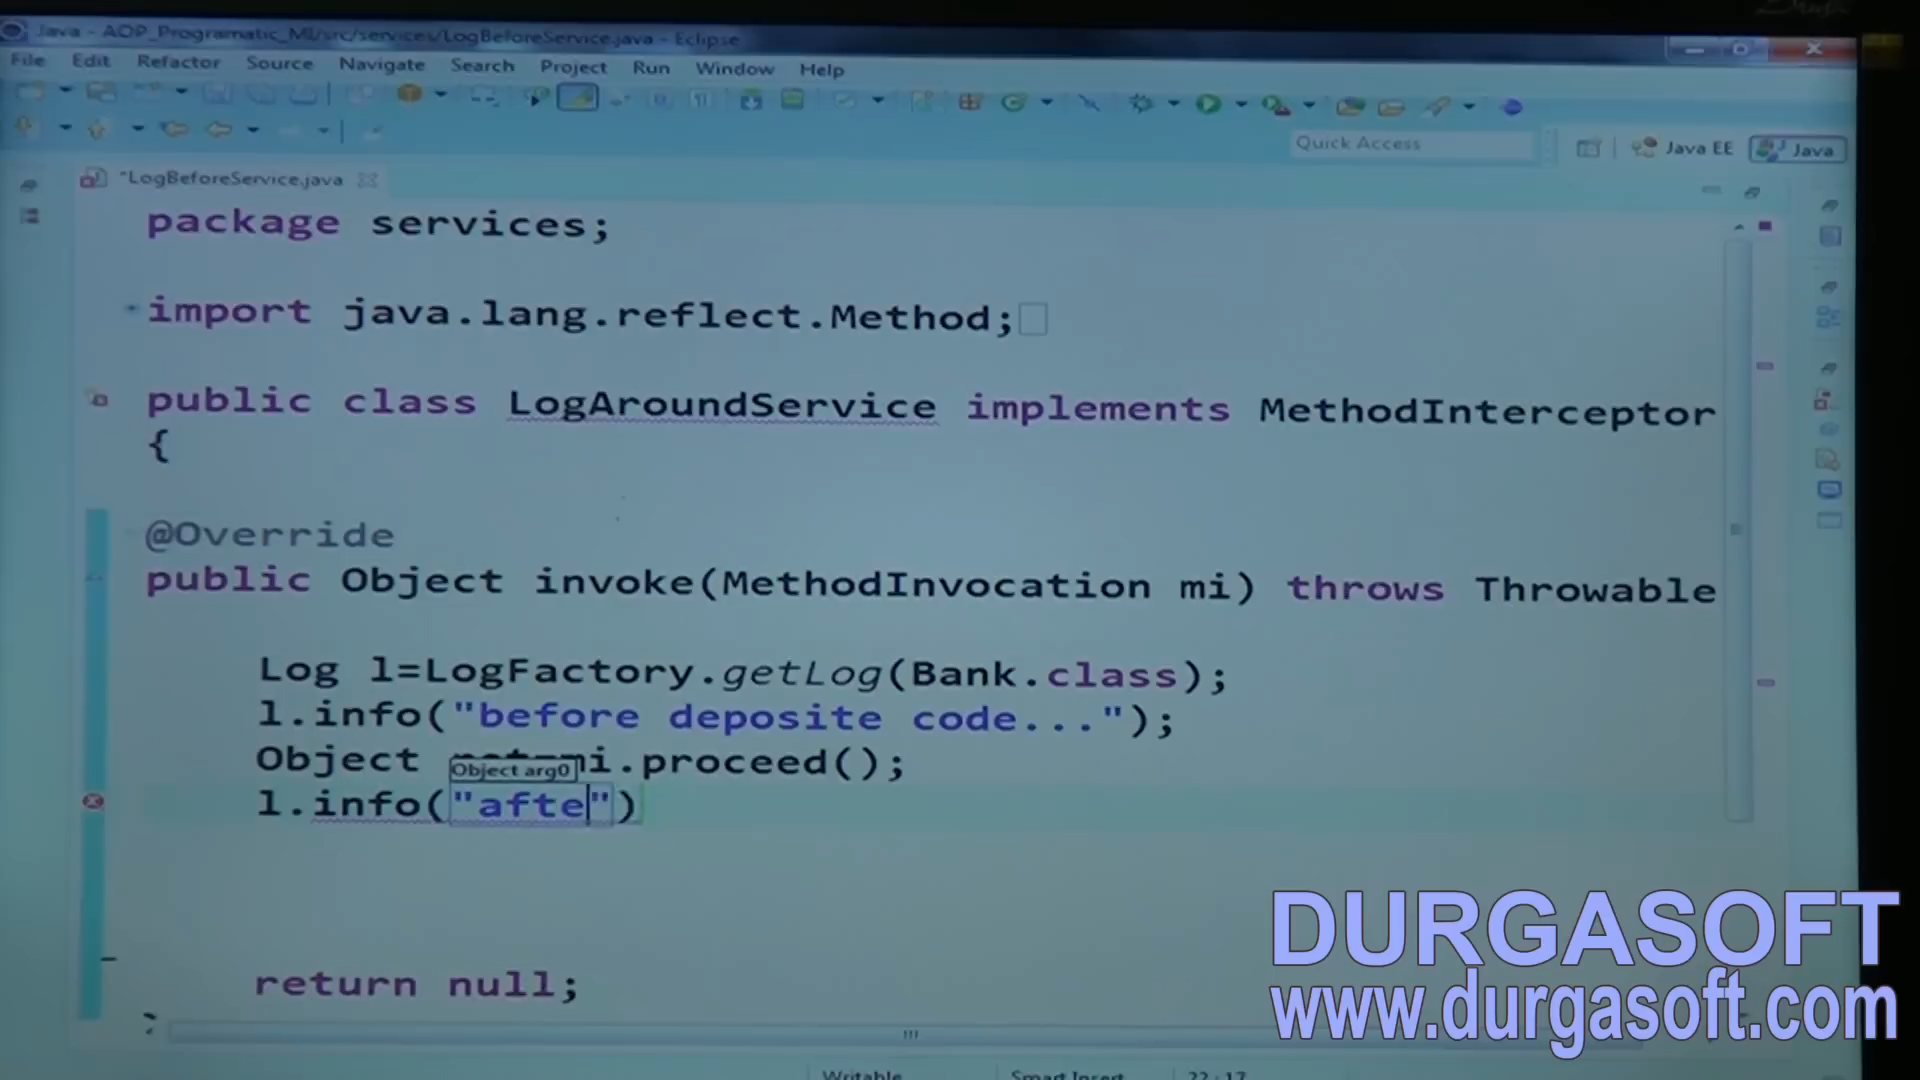 Java - AOP_Programatic_MI/src/services/LogBeforeService.java - Eclipse
File Edit Refactor Source Navigate Search Project Run Window Help
Quick Access
Java EE
Java
*LogBeforeService.java
package services;
import java.lang.reflect.Method;
public class LogAroundService implements MethodInterceptor
{
@Override
public Object invoke(MethodInvocation mi) throws Throwable
Log l=LogFactory.getLog(Bank.class);
l.info("before deposite code...");
Object mi.proceed();
Object arg0
l.info("afte")
return null;
DURGASOFT
www.durgasoft.com
Writable Smart Insert 22 : 17